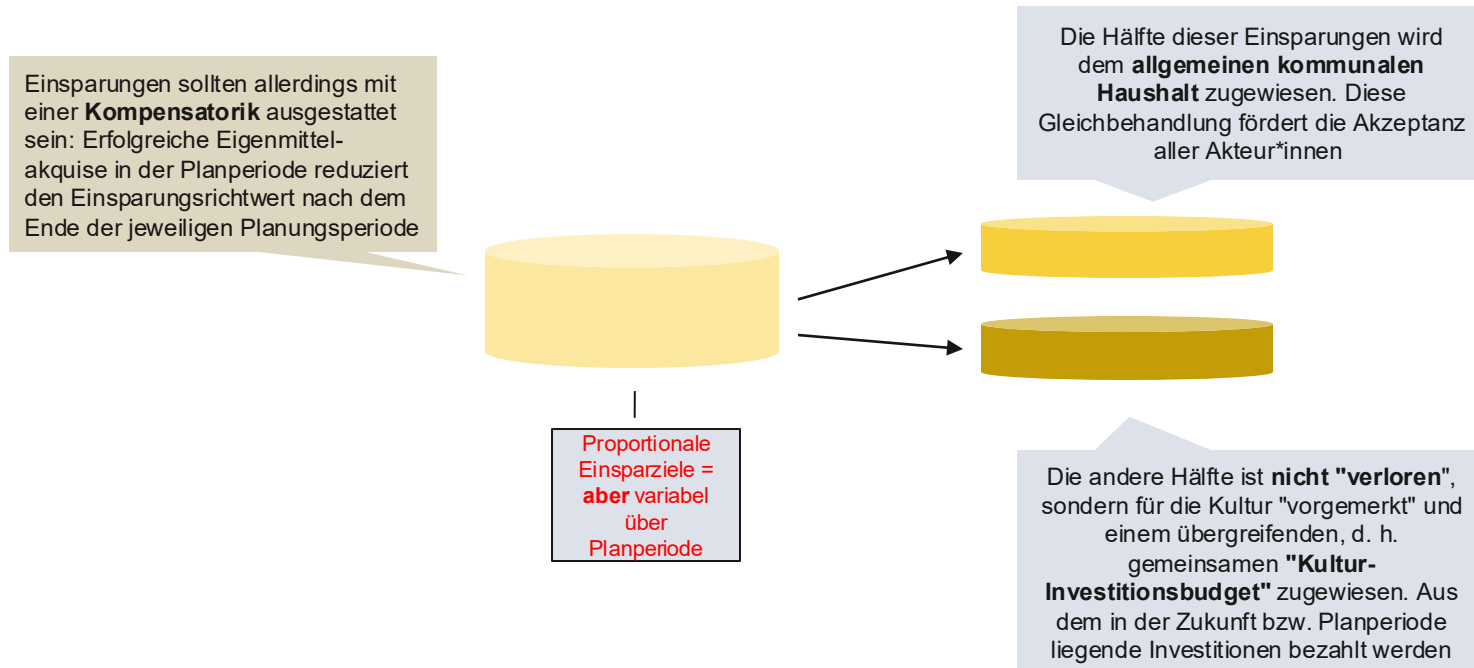 Einsparungen sollten allerdings mit
einer Kompensatorik ausgestattet
sein: Erfolgreiche Eigenmittel-
akquise in der Planperiode reduziert
den Einsparungsrichtwert nach dem
Ende der jeweiligen Planungsperiode
Die Hälfte dieser Einsparungen wird
dem allgemeinen kommunalen
Haushalt zugewiesen. Diese
Gleichbehandlung fördert die Akzeptanz
aller Akteur*innen
Proportionale
Einsparziele =
aber variabel
über
Planperiode
Die andere Hälfte ist nicht "verloren",
sondern für die Kultur "vorgemerkt" und
einem übergreifenden, d. h.
gemeinsamen "Kultur-
Investitionsbudget" zugewiesen. Aus
dem in der Zukunft bzw. Planperiode
liegende Investitionen bezahlt werden